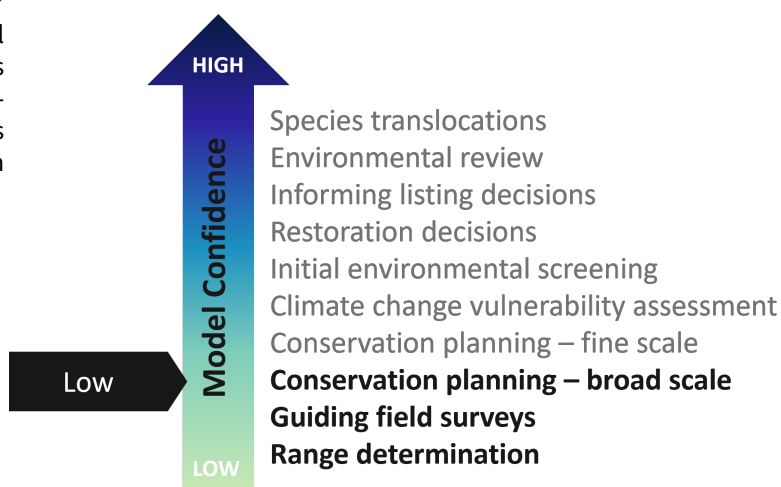 HIGH
Model Confidence
Species translocations
Environmental review
Informing listing decisions
Restoration decisions
Initial environmental screening
Climate change vulnerability assessment
Conservation planning – fine scale
Low
Conservation planning – broad scale
Guiding field surveys
Range determination
LOW